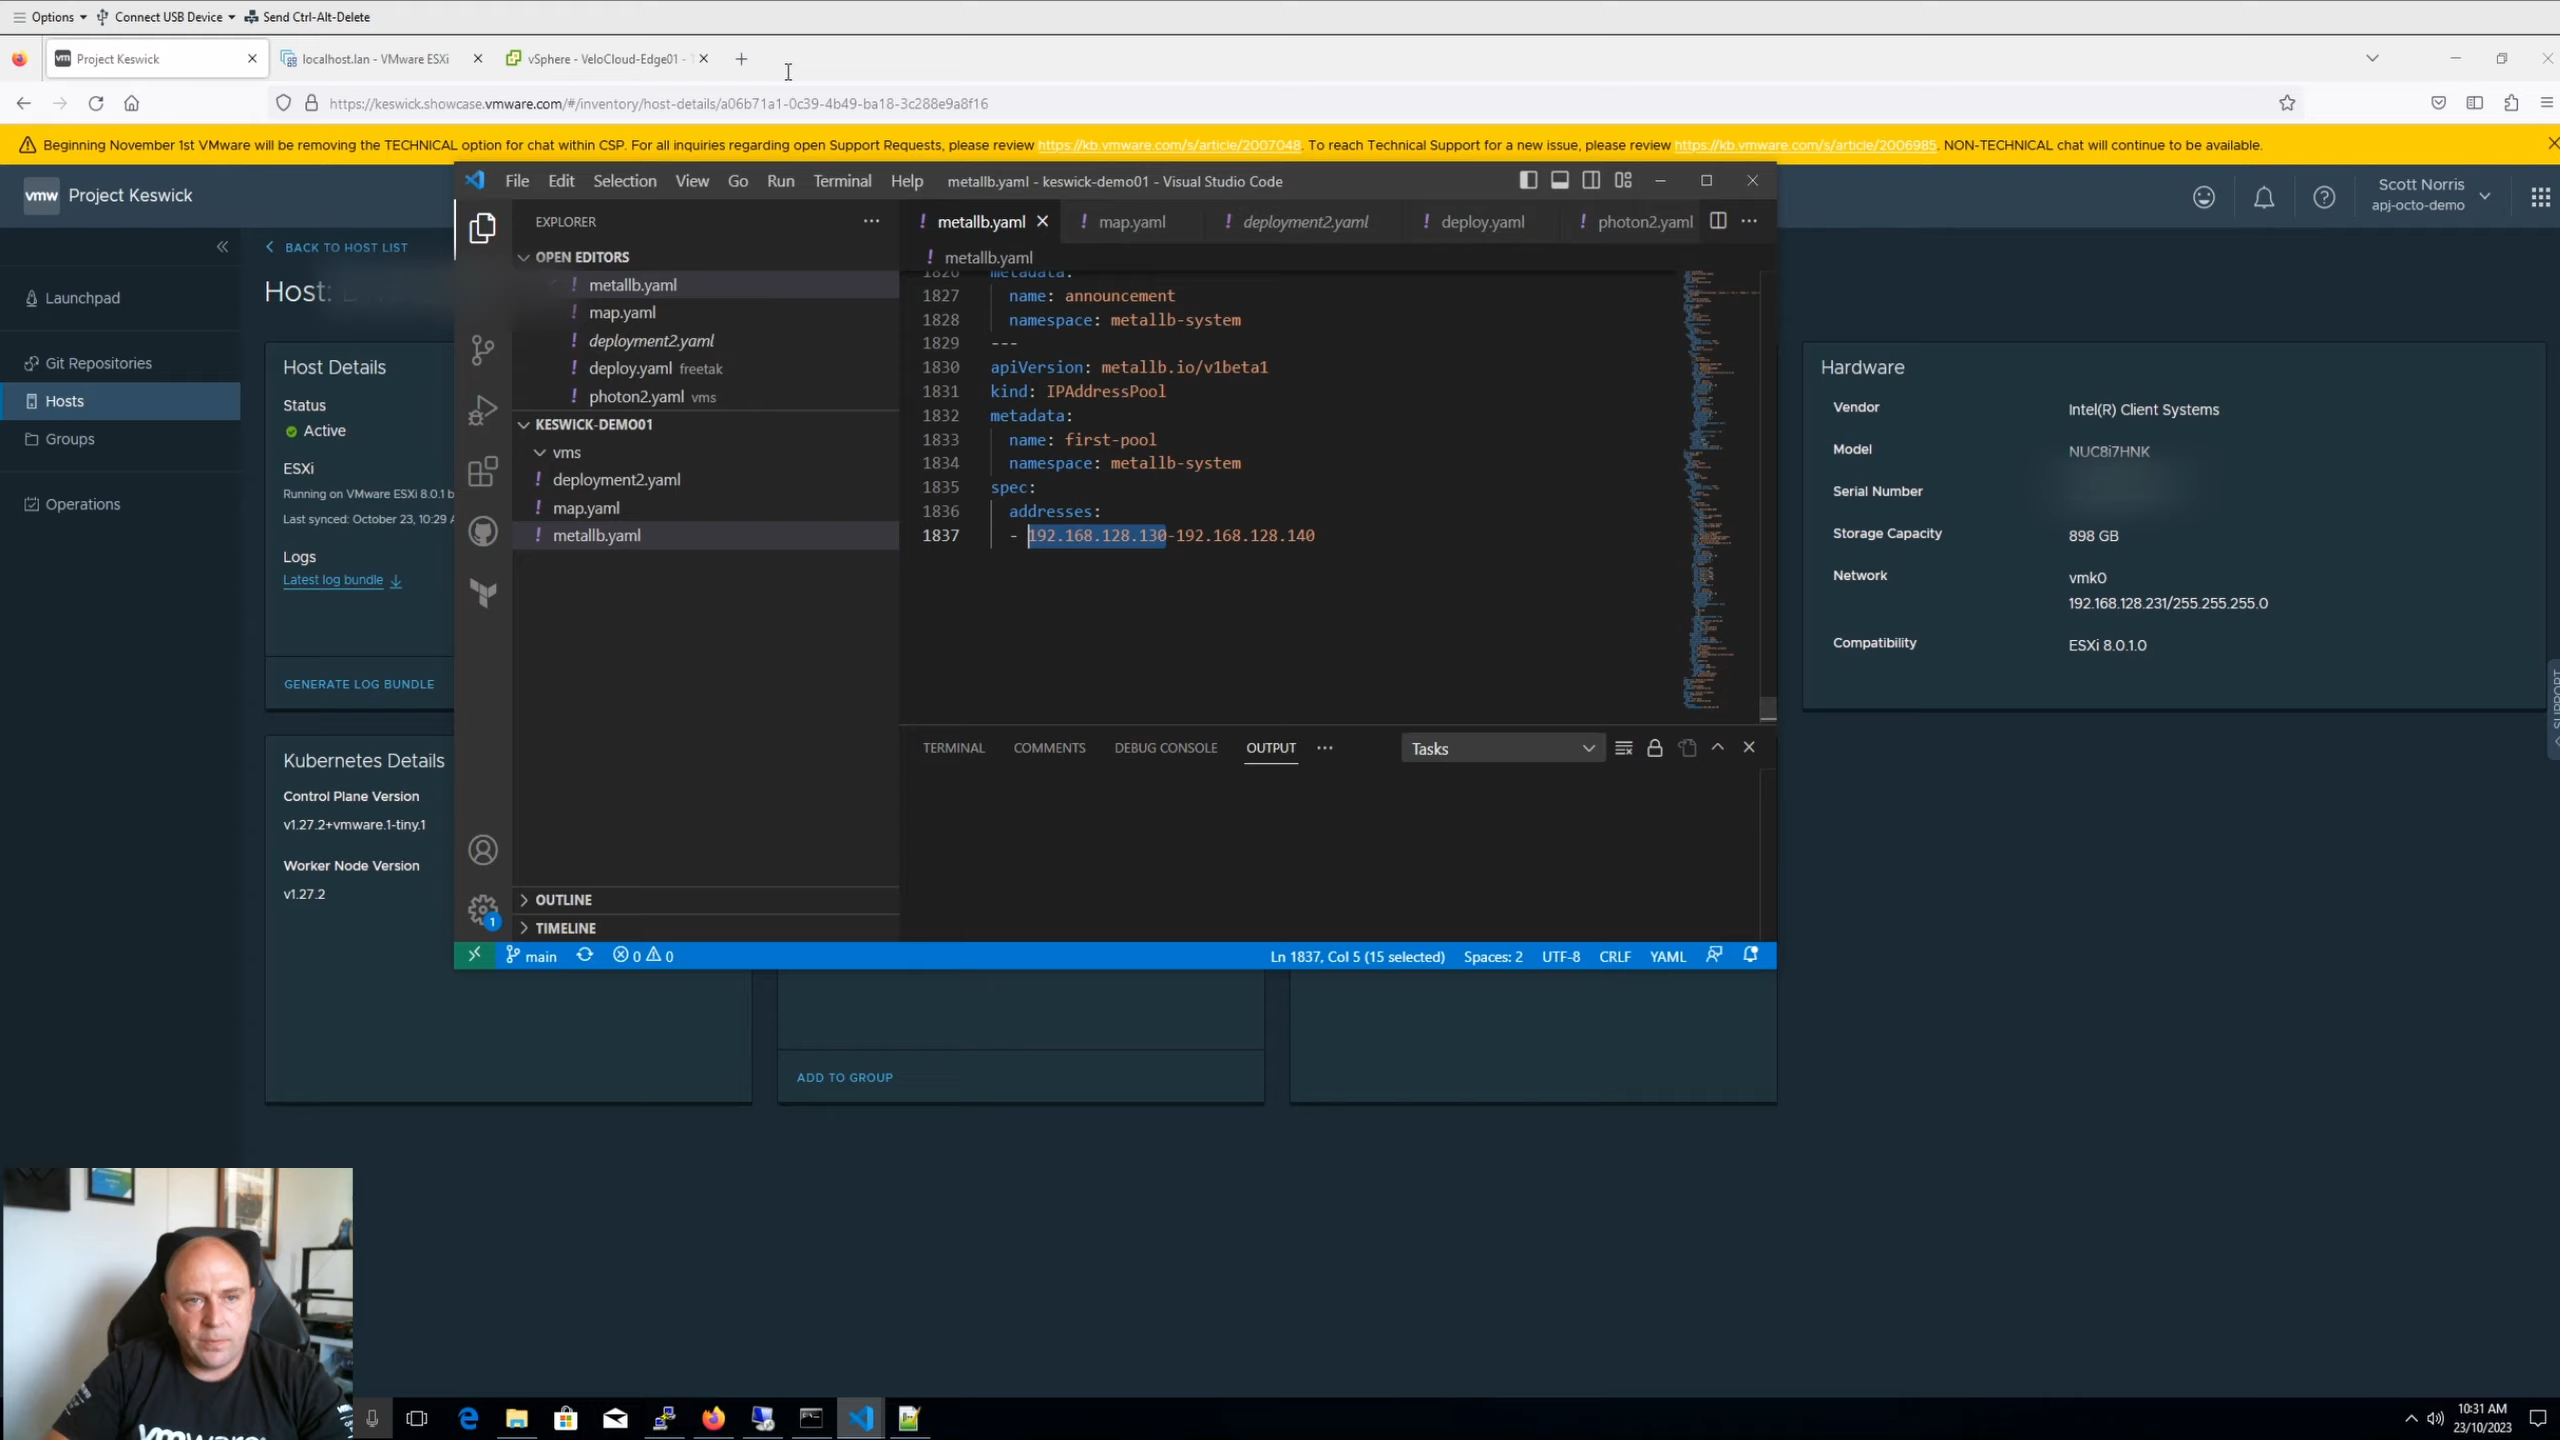 Options
Connect USB Device
Send Ctrl-Alt-Delete
Project Keswick
localhost.lan - VMware ESXi
vSphere - VeloCloud-Edge01 -
https://keswick.showcase.vmware.com/#/inventory/host-details/a06b71a1-0c39-4b49-ba18-3c288e9a8f16
Beginning November 1st VMware will be removing the TECHNICAL option for chat within CSP. For all inquiries regarding open Support Requests, please review https://kb.vmware.com/s/article/2007048. To reach Technical Support for a new issue, please review https://kb.vmware.com/s/article/2006985. NON-TECHNICAL chat will continue to be available.
vmw Project Keswick
Scott Norris
apj-octo-demo
Launchpad
Git Repositories
Hosts
Groups
Operations
BACK TO HOST LIST
Host:
Host Details
Status
Active
ESXi
Running on VMware ESXi 8.0.1 b
Last synced: October 23, 10:29 A
Logs
Latest log bundle
GENERATE LOG BUNDLE
Kubernetes Details
Control Plane Version
v1.27.2+vmware.1-tiny.1
Worker Node Version
v1.27.2
File Edit Selection View Go Run Terminal Help
metallb.yaml - keswick-demo01 - Visual Studio Code
EXPLORER
OPEN EDITORS
! metallb.yaml
! map.yaml
! deployment2.yaml
! deploy.yaml freetak
! photon2.yaml vms
KESWICK-DEMO01
vms
! deployment2.yaml
! map.yaml
! metallb.yaml
OUTLINE
TIMELINE
1
! metallb.yaml
! map.yaml
! deployment2.yaml
! deploy.yaml
! photon2.yaml
! metallb.yaml
1826 metadata:
1827 name: announcement
1828 namespace: metallb-system
1829 ---
1830 apiVersion: metallb.io/v1beta1
1831 kind: IPAddressPool
1832 metadata:
1833 name: first-pool
1834 namespace: metallb-system
1835 spec:
1836 addresses:
1837 - 192.168.128.130-192.168.128.140
TERMINAL COMMENTS DEBUG CONSOLE OUTPUT
Tasks
main
0 0
Ln 1837, Col 5 (15 selected) Spaces: 2 UTF-8 CRLF YAML
ADD TO GROUP
Hardware
Vendor Intel(R) Client Systems
Model NUC8i7HNK
Serial Number
Storage Capacity 898 GB
Network vmk0
192.168.128.231/255.255.255.0
Compatibility ESXi 8.0.1.0
SUPPORT
vmware
10:31 AM
23/10/2023